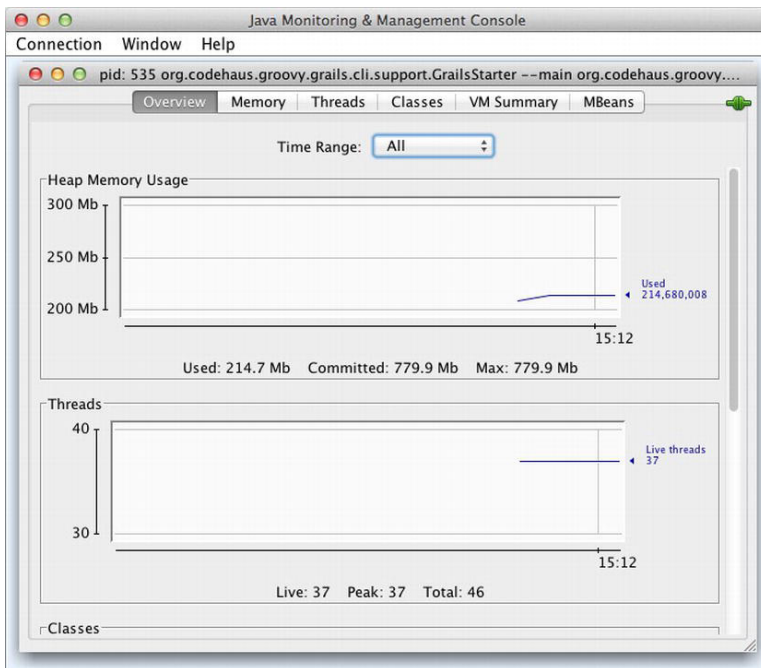 Java Monitoring & Management Console
Connection Window Help
pid: 535 org.codehaus.groovy.grails.cli.support.GrailsStarter --main org.codehaus.groovy....
Overview Memory Threads Classes VM Summary MBeans
Time Range: All
Heap Memory Usage
300 Mb
250 Mb
200 Mb
Used
214,680,008
15:12
Used: 214.7 Mb Committed: 779.9 Mb Max: 779.9 Mb
Threads
40
30
Live threads
37
15:12
Live: 37 Peak: 37 Total: 46
Classes